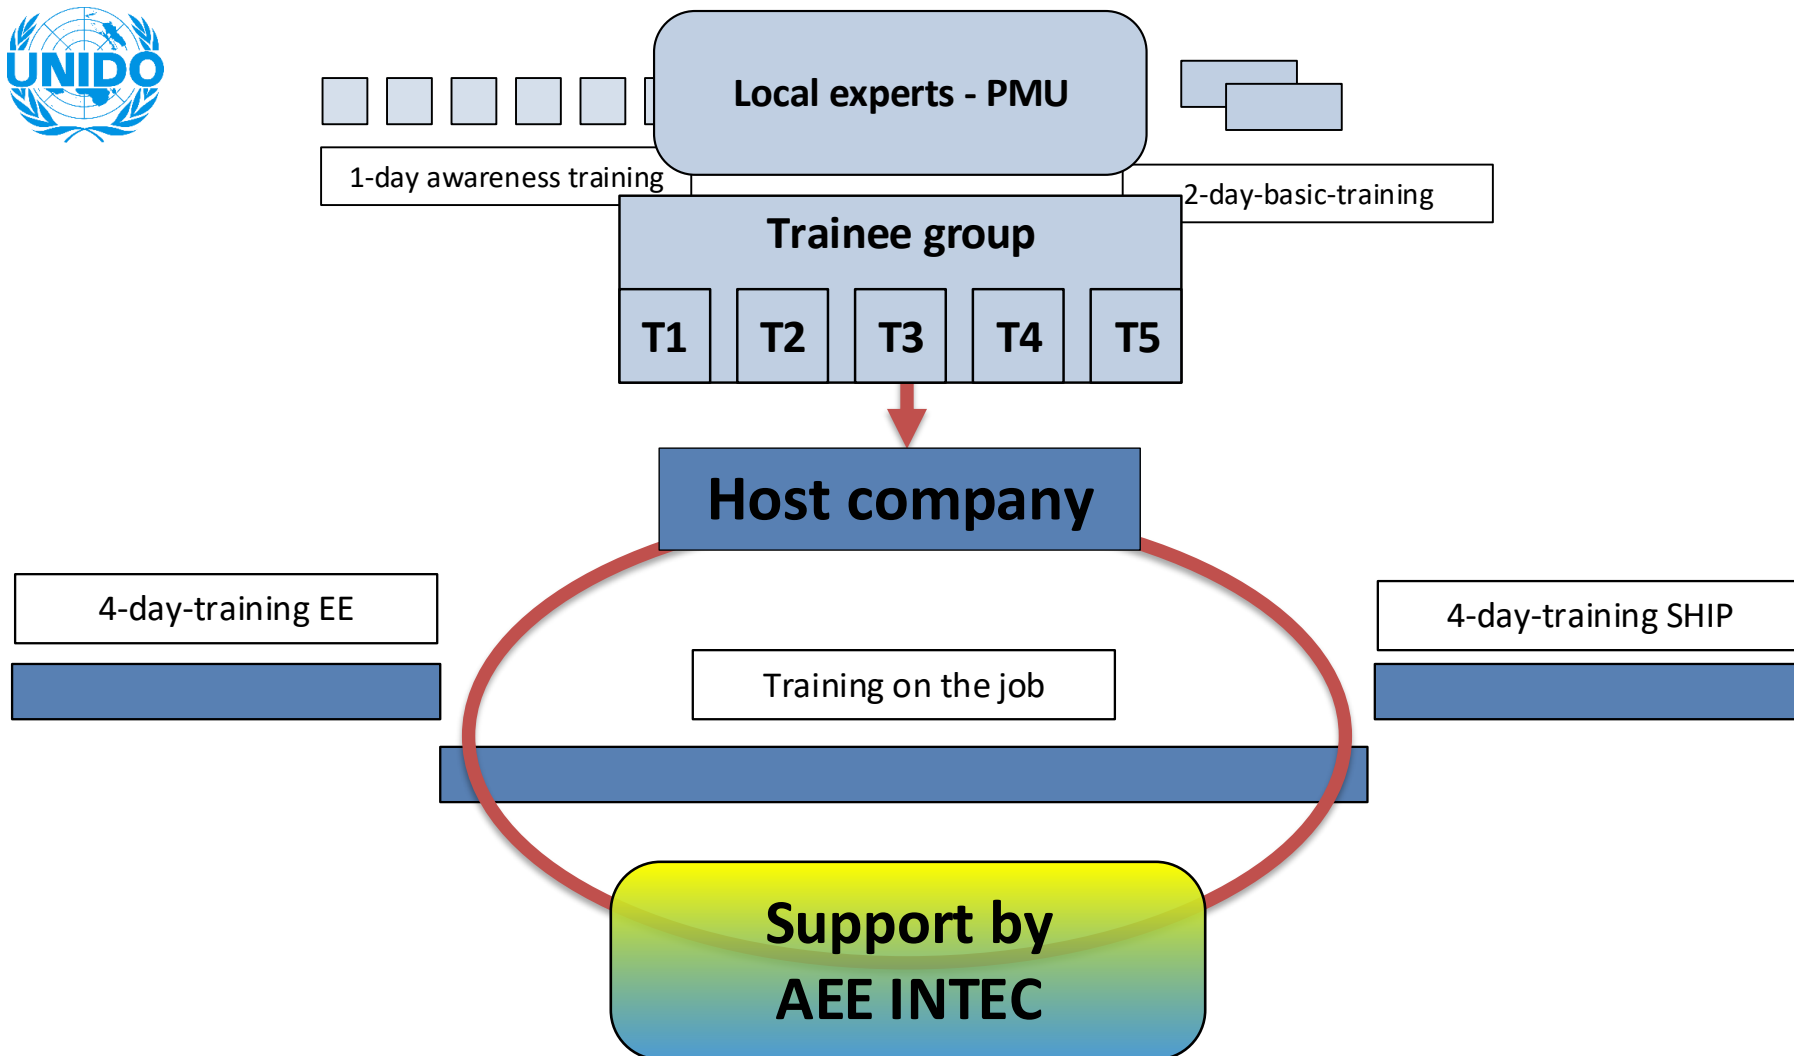 UNIDO
Local experts - PMU
1-day awareness training
2-day-basic-training
Trainee group
T1 T2 T3 T4 T5
Host company
4-day-training EE
4-day-training SHIP
Training on the job
Support by
AEE INTEC